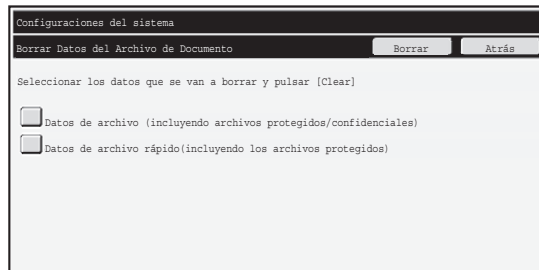 Configuraciones del sistema
Borrar Datos del Archivo de Documento Borrar Atrás
Seleccionar los datos que se van a borrar y pulsar [Clear]
Datos de archivo (incluyendo archivos protegidos/confidenciales)
Datos de archivo rápido(incluyendo los archivos protegidos)